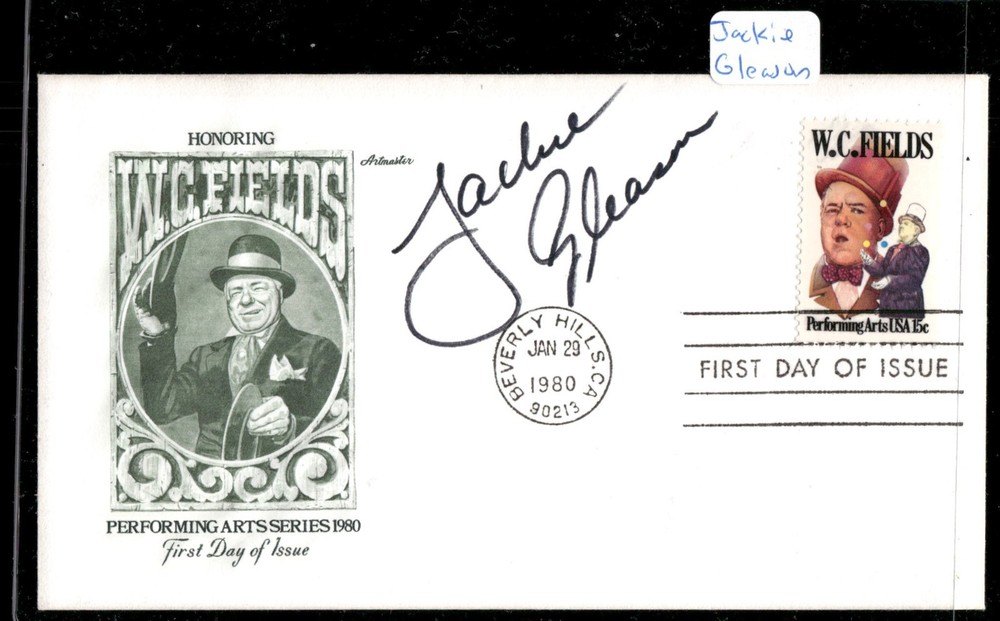 Jackie
Gleason
HONORING
Artmaster
W.C. FIELDS
Jackie
Gleason
W.C. FIELDS
Performing Arts USA 15c
BEVERLY HILLS, CA
JAN 29
1980
90213
FIRST DAY OF ISSUE
PERFORMING ARTS SERIES 1980
First Day of Issue